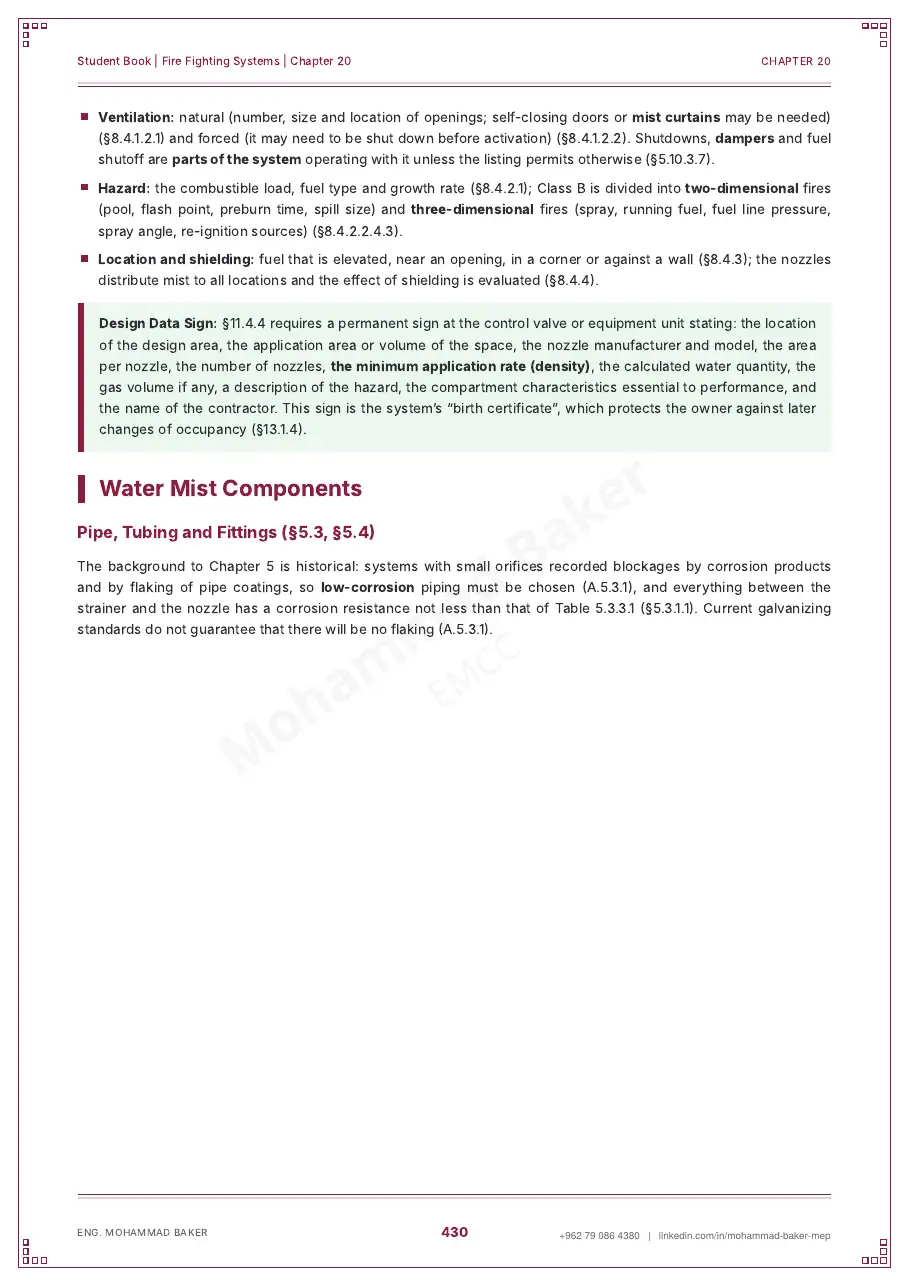 Student Book | Fire Fighting Systems | Chapter 20
CHAPTER 20
Ventilation: natural (number, size and location of openings; self-closing doors or mist curtains may be needed)
(§8.4.1.2.1) and forced (it may need to be shut down before activation) (§8.4.1.2.2). Shutdowns, dampers and fuel
shutoff are parts of the system operating with it unless the listing permits otherwise (§5.10.3.7).
Hazard: the combustible load, fuel type and growth rate (§8.4.2.1); Class B is divided into two-dimensional fires
(pool, flash point, preburn time, spill size) and three-dimensional fires (spray, running fuel, fuel line pressure,
spray angle, re-ignition sources) (§8.4.2.2.4.3).
Location and shielding: fuel that is elevated, near an opening, in a corner or against a wall (§8.4.3); the nozzles
distribute mist to all locations and the effect of shielding is evaluated (§8.4.4).
Design Data Sign: §11.4.4 requires a permanent sign at the control valve or equipment unit stating: the location
of the design area, the application area or volume of the space, the nozzle manufacturer and model, the area
per nozzle, the number of nozzles, the minimum application rate (density), the calculated water quantity, the
gas volume if any, a description of the hazard, the compartment characteristics essential to performance, and
the name of the contractor. This sign is the system's "birth certificate", which protects the owner against later
changes of occupancy (§13.1.4).
Water Mist Components
Pipe, Tubing and Fittings (§5.3, §5.4)
The background to Chapter 5 is historical: systems with small orifices recorded blockages by corrosion products
and by flaking of pipe coatings, so low-corrosion piping must be chosen (A.5.3.1), and everything between the
strainer and the nozzle has a corrosion resistance not less than that of Table 5.3.3.1 (§5.3.1.1). Current galvanizing
standards do not guarantee that there will be no flaking (A.5.3.1).
Mohammad Baker
EMCC
ENG. MOHAMMAD BAKER
430
+962 79 086 4380 | linkedin.com/in/mohammad-baker-mep